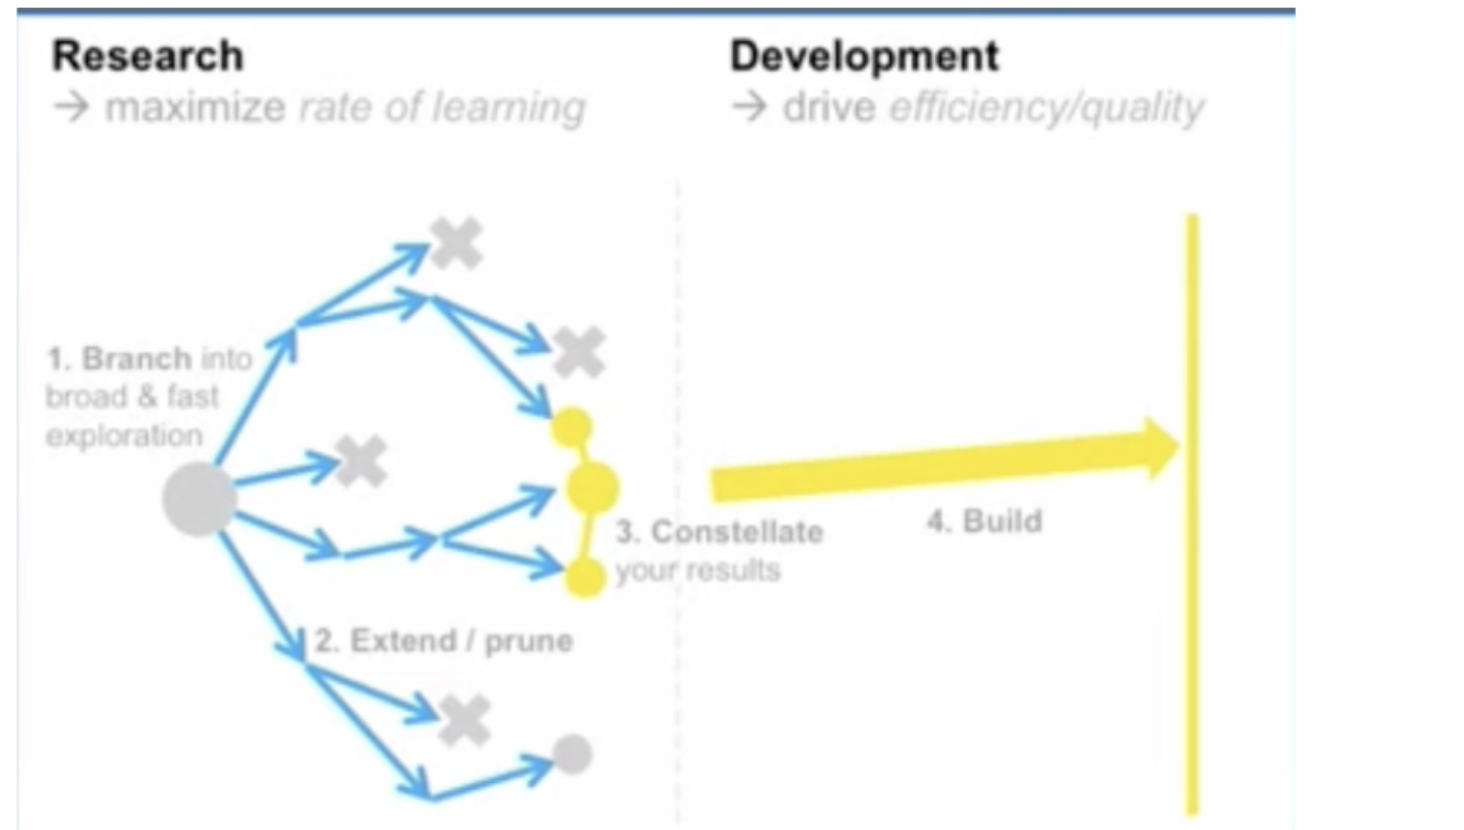 Research
→ maximize rate of learning
Development
→ drive efficiency/quality
1. Branch into
broad & fast
exploration
2. Extend / prune
3. Constellate
your results
4. Build